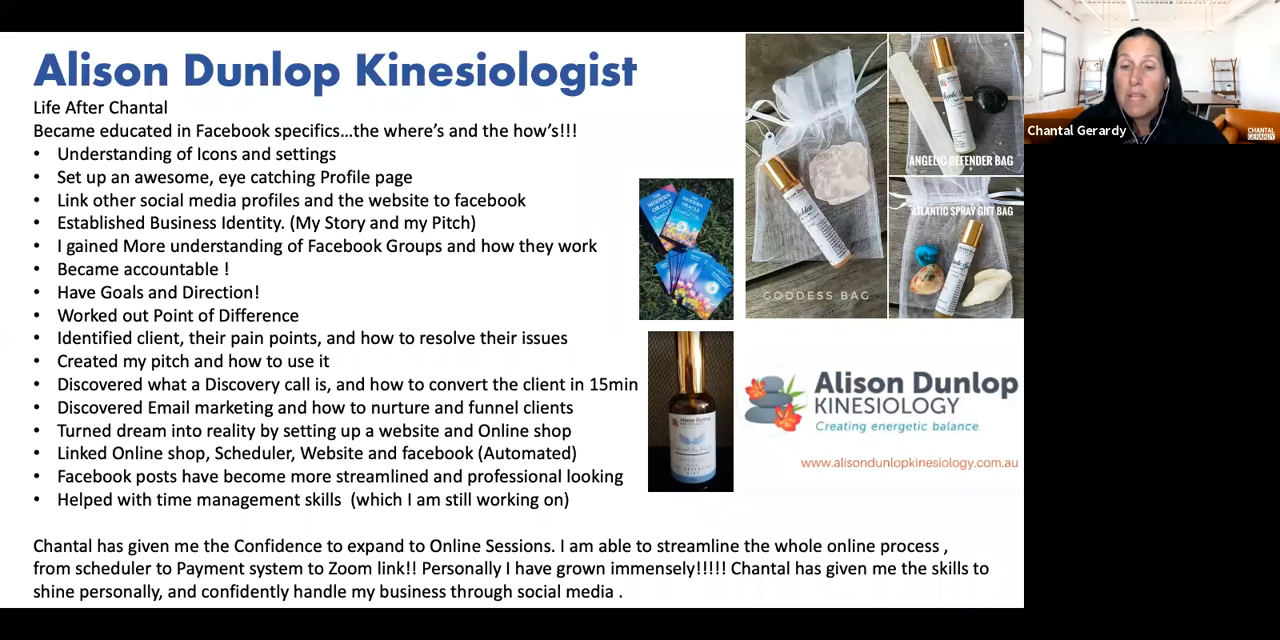 Alison Dunlop Kinesiologist
Life After Chantal
Became educated in Facebook specifics...the where's and the how's!!!
• Understanding of Icons and settings
• Set up an awesome, eye catching Profile page
• Link other social media profiles and the website to facebook
• Established Business Identity. (My Story and my Pitch)
• I gained More understanding of Facebook Groups and how they work
• Became accountable !
• Have Goals and Direction!
• Worked out Point of Difference
• Identified client, their pain points, and how to resolve their issues
• Created my pitch and how to use it
• Discovered what a Discovery call is, and how to convert the client in 15min
• Discovered Email marketing and how to nurture and funnel clients
• Turned dream into reality by setting up a website and Online shop
• Linked Online shop, Scheduler, Website and facebook (Automated)
• Facebook posts have become more streamlined and professional looking
• Helped with time management skills  (which I am still working on)
Chantal has given me the Confidence to expand to Online Sessions. I am able to streamline the whole online process ,
from scheduler to Payment system to Zoom link!! Personally I have grown immensely!!!!! Chantal has given me the skills to
shine personally, and confidently handle my business through social media .
MODERN
ORACLE
GODDESS BAG
ANGELIC DEFENDER BAG
ATLANTIC SPRAY GIFT BAG
Alison Dunlop
KINESIOLOGY
Alison Dunlop
KINESIOLOGY
Creating energetic balance
www.alisondunlopkinesiology.com.au
Chantal Gerardy
CHANTAL
GERARDY